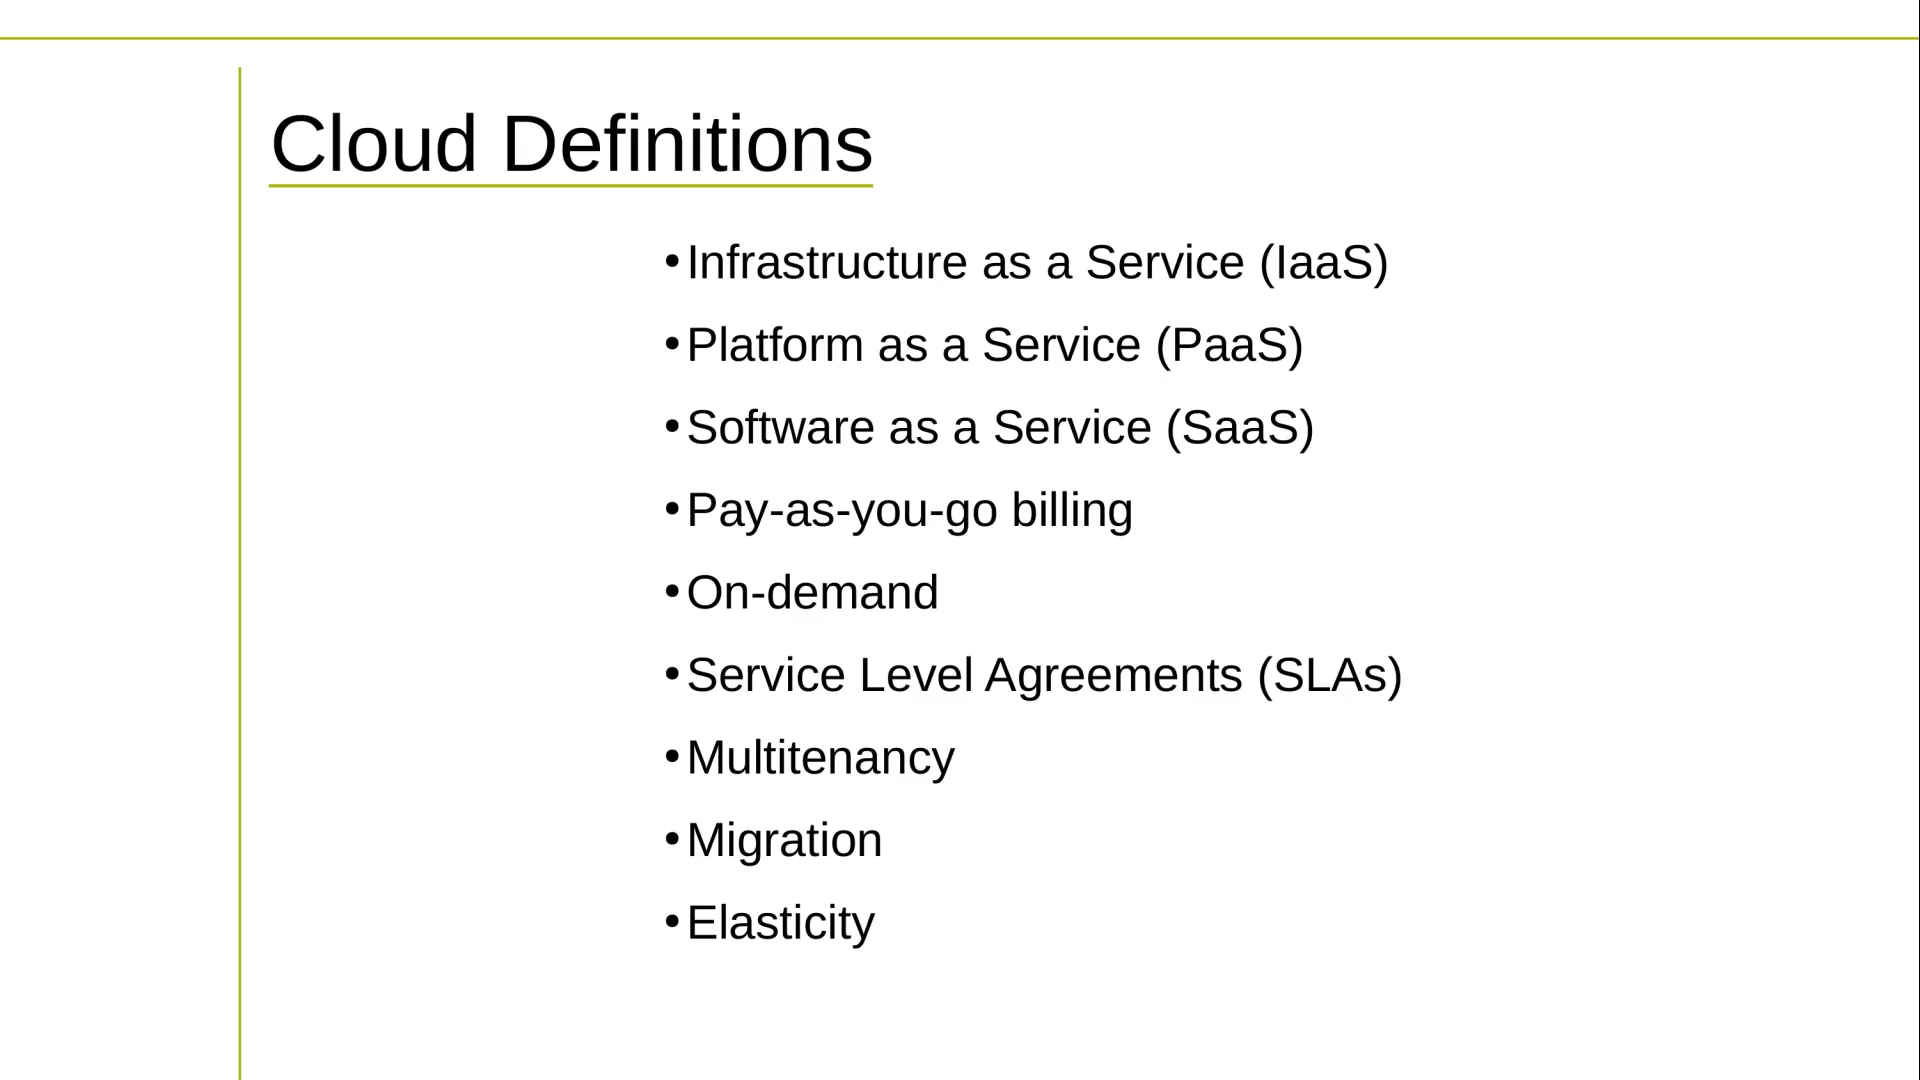 Cloud Definitions
•Infrastructure as a Service (IaaS)
•Platform as a Service (PaaS)
•Software as a Service (SaaS)
•Pay-as-you-go billing
•On-demand
•Service Level Agreements (SLAs)
•Multitenancy
•Migration
•Elasticity